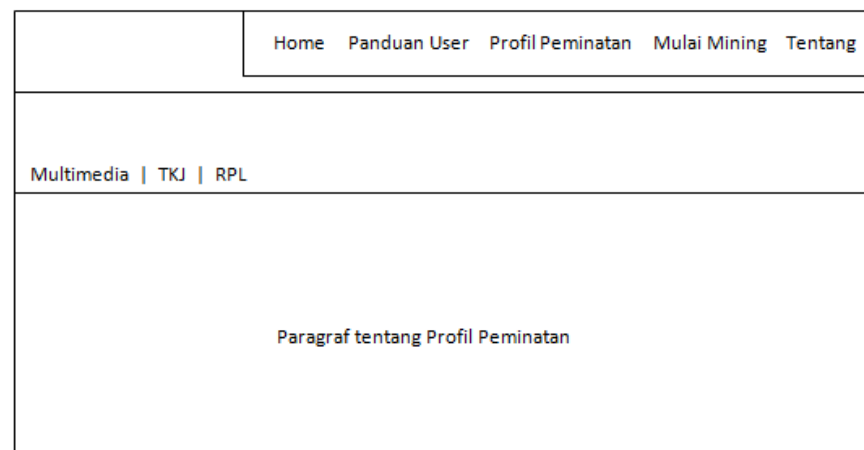 Home Panduan User Profil Peminatan Mulai Mining Tentang
Multimedia | TKJ | RPL
Paragraf tentang Profil Peminatan